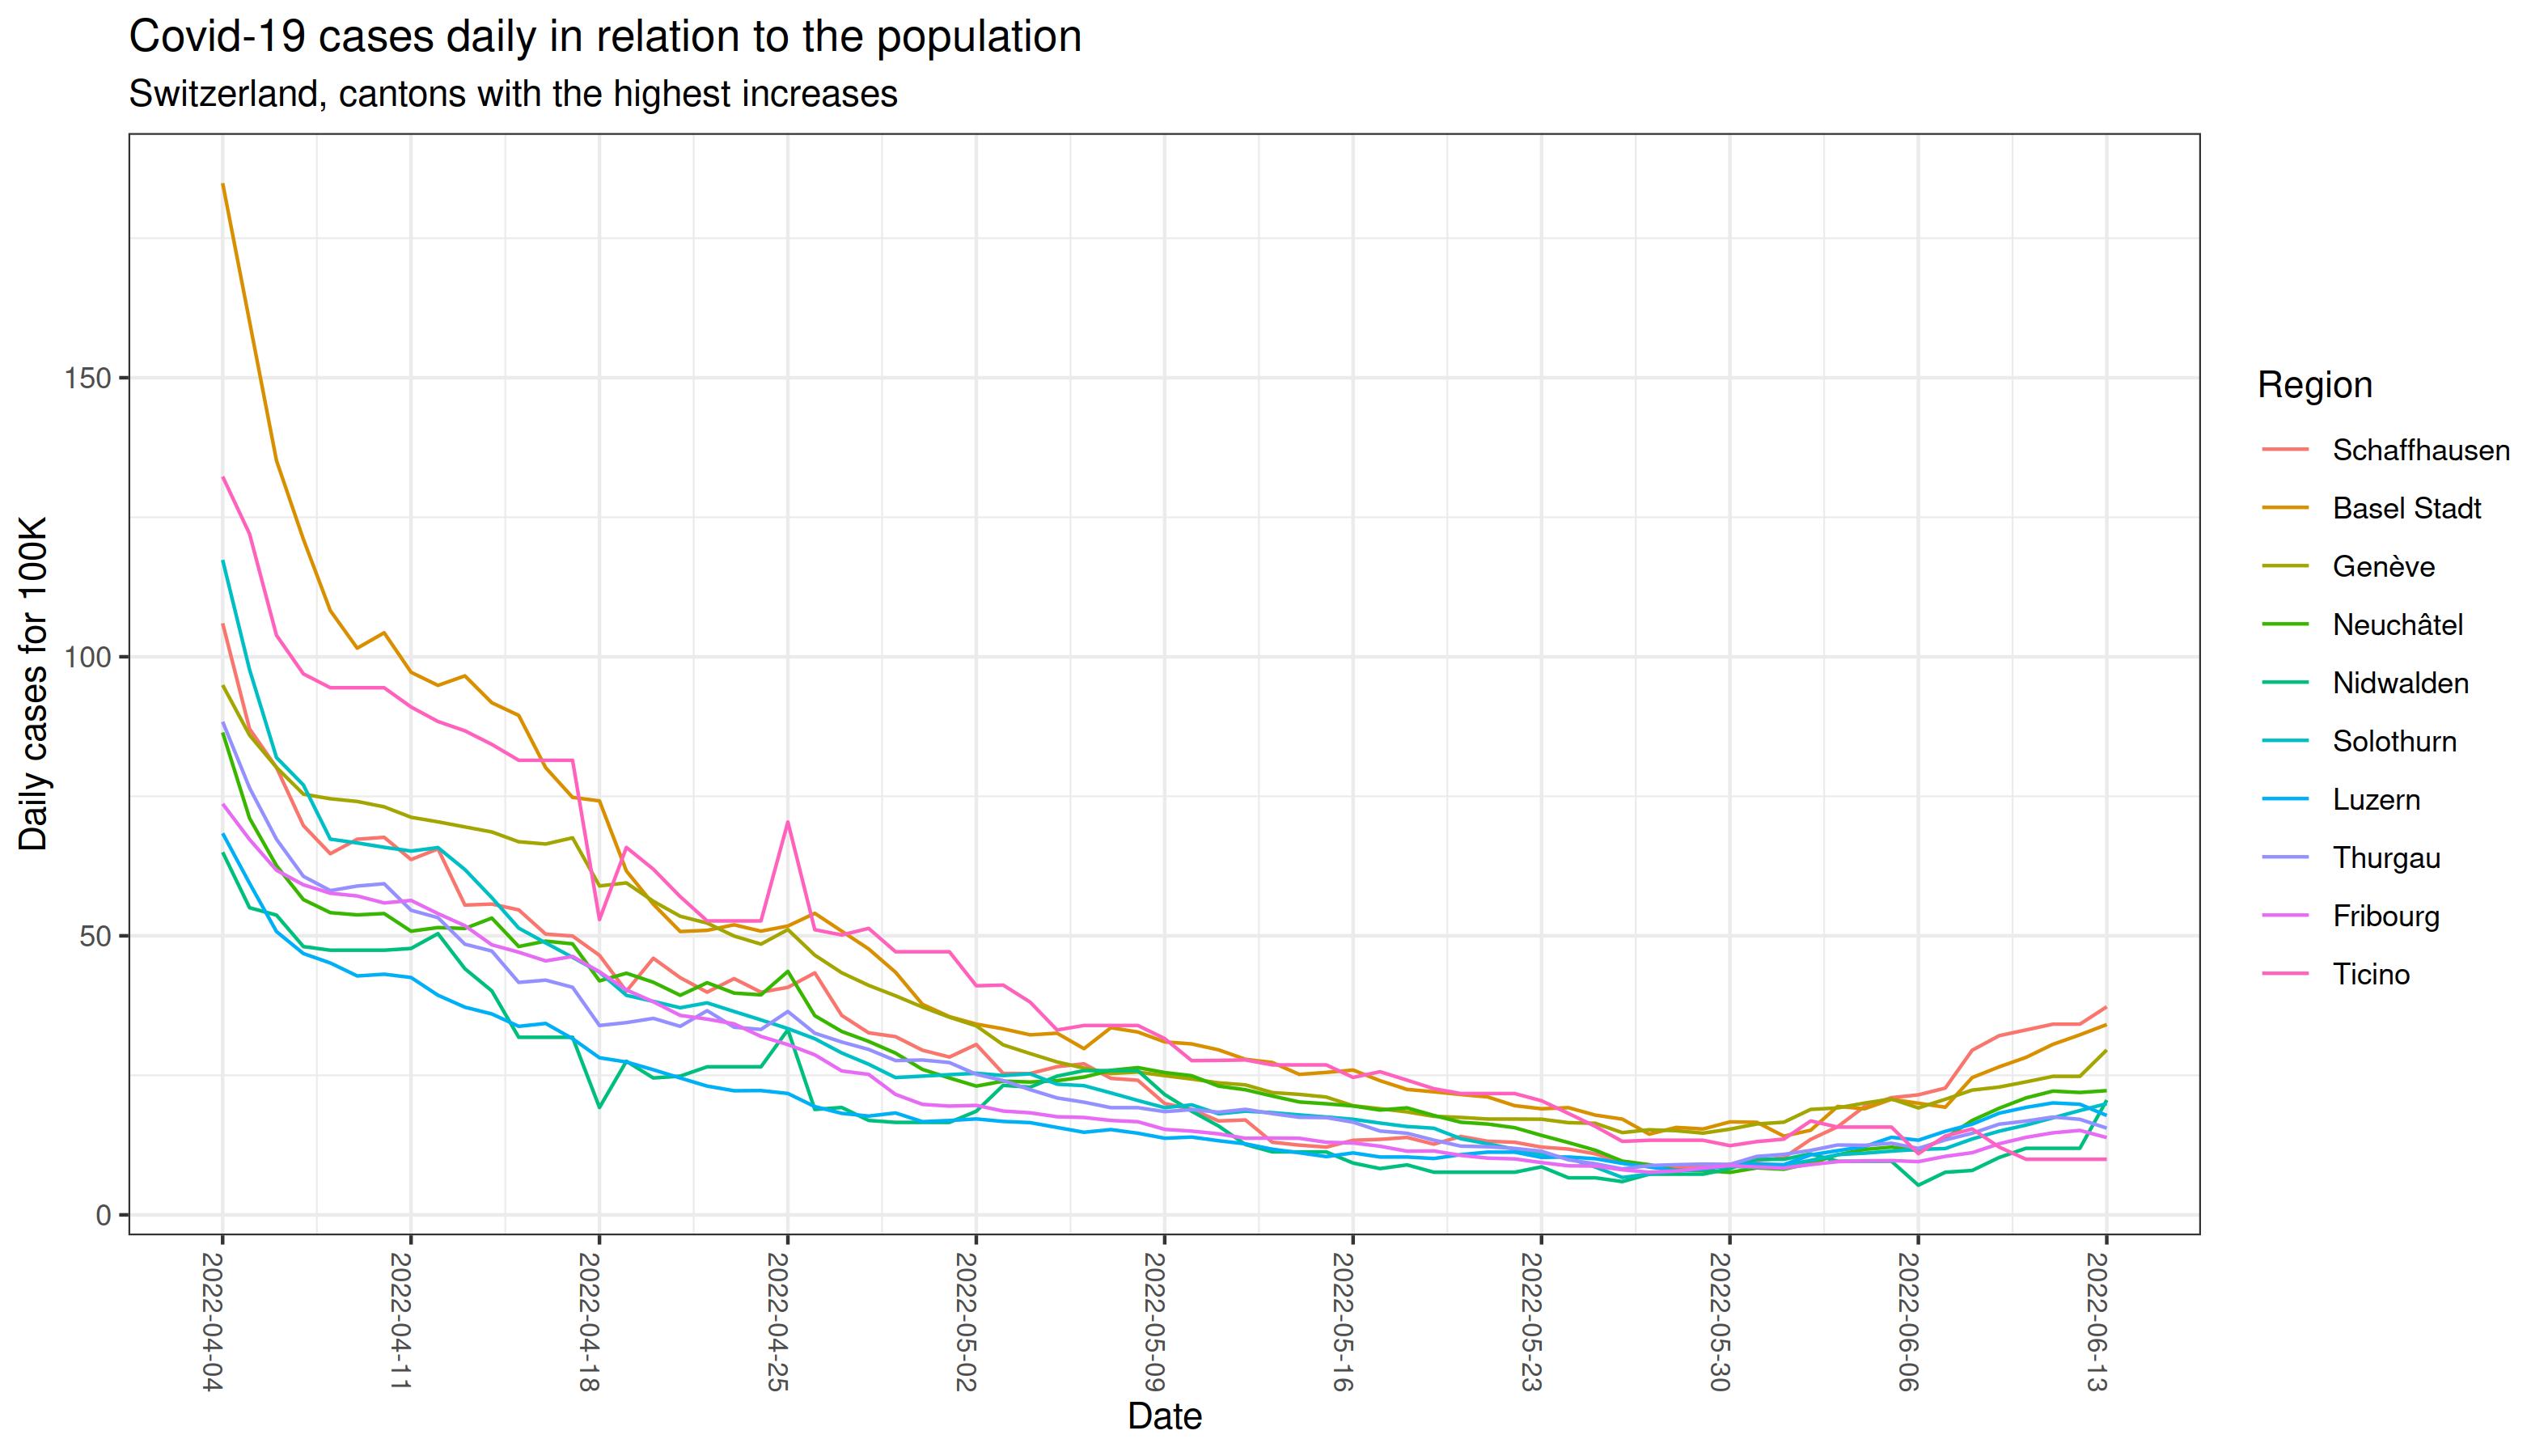 Covid-19 cases daily in relation to the population
Switzerland, cantons with the highest increases
Daily cases for 100K
150
100
50
0
2022-04-04
2022-04-11
2022-04-18
2022-04-25
2022-05-02
2022-05-09
2022-05-16
2022-05-23
2022-05-30
2022-06-06
2022-06-13
Date
Region
Schaffhausen
Basel Stadt
Genève
Neuchâtel
Nidwalden
Solothurn
Luzern
Thurgau
Fribourg
Ticino